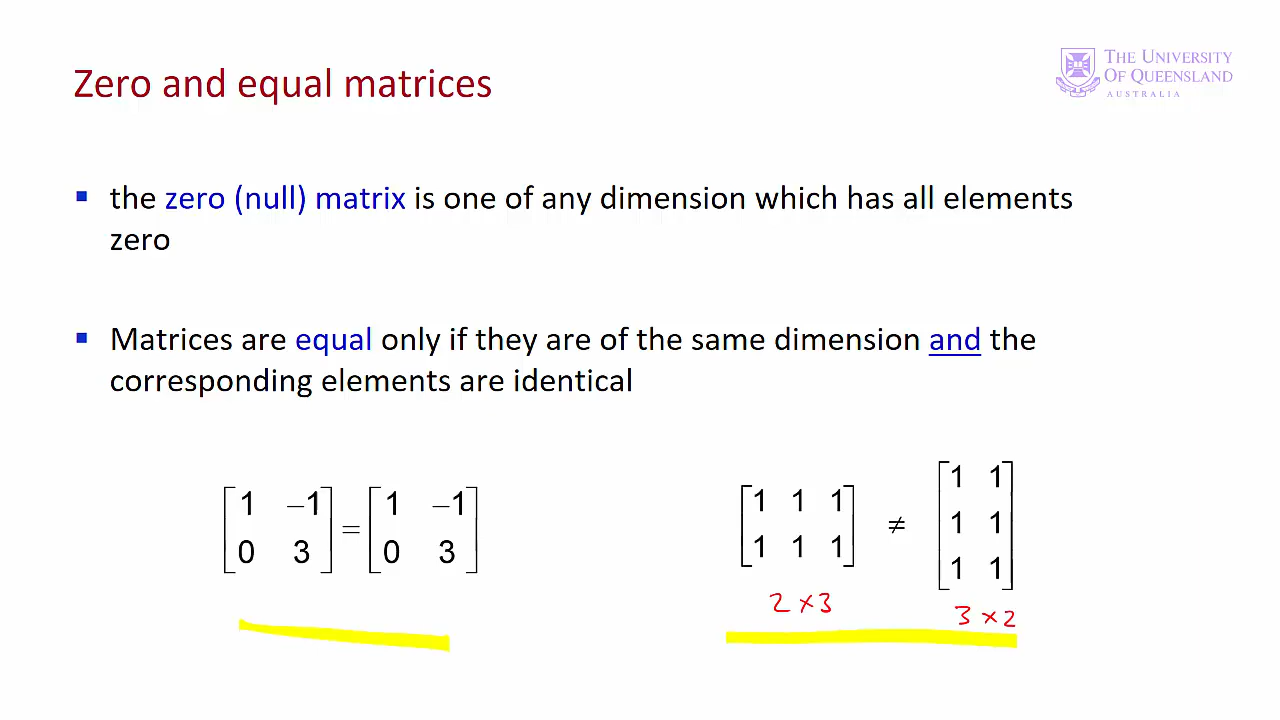 Zero and equal matrices
THE UNIVERSITY
OF QUEENSLAND
AUSTRALIA
▪ the zero (null) matrix is one of any dimension which has all elements
zero
▪ Matrices are equal only if they are of the same dimension and the
corresponding elements are identical
[1 −1] = [1 −1]
[0 3] [0 3]
[1 1 1] ≠ [1 1]
[1 1 1] [1 1]
[1 1]
2 × 3
3 × 2